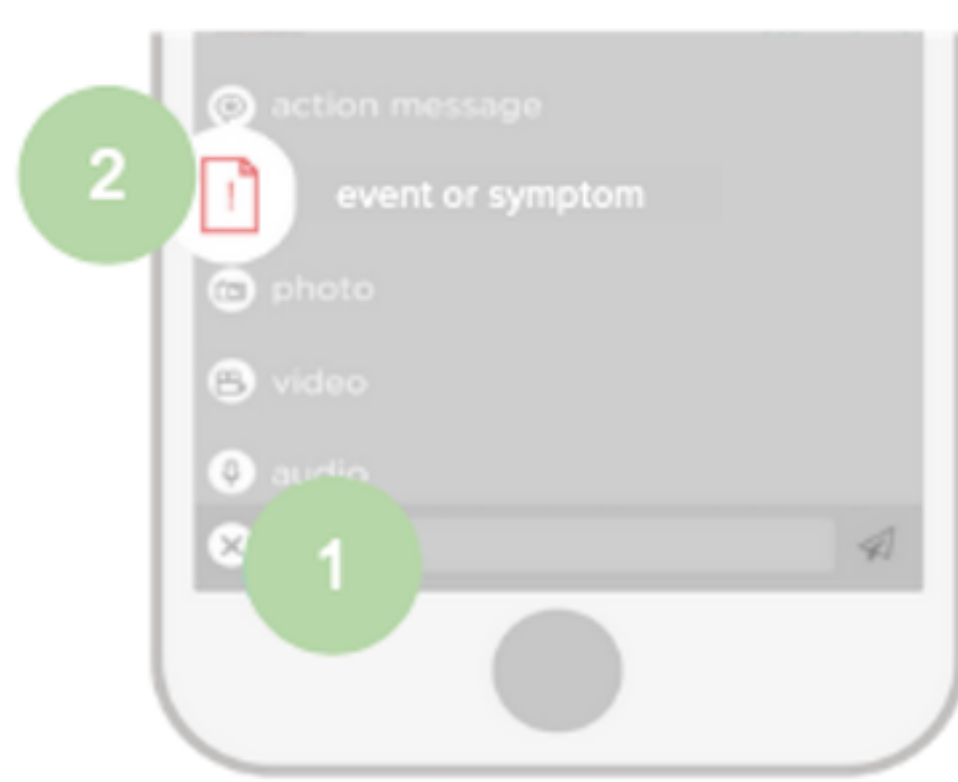 action message
2
event or symptom
photo
video
audio
1